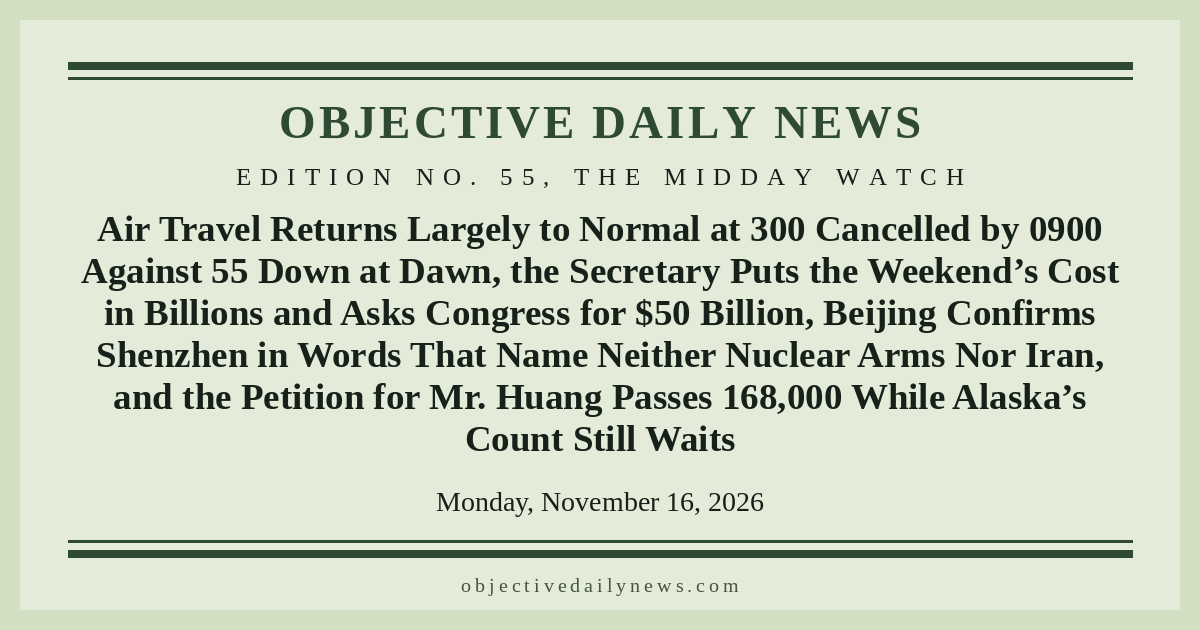 OBJECTIVE DAILY NEWS
EDITION NO. 55, THE MIDDAY WATCH
Air Travel Returns Largely to Normal at 300 Cancelled by 0900
Against 55 Down at Dawn, the Secretary Puts the Weekend’s Cost
in Billions and Asks Congress for $50 Billion, Beijing Confirms
Shenzhen in Words That Name Neither Nuclear Arms Nor Iran,
and the Petition for Mr. Huang Passes 168,000 While Alaska’s
Count Still Waits
Monday, November 16, 2026
objectivedailynews.com